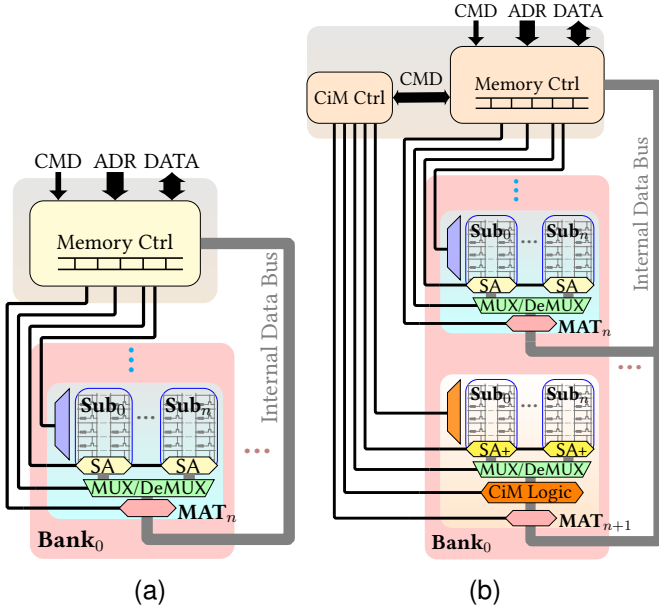 CMD ADR DATA
Memory Ctrl
Internal Data Bus
Sub₀ ... Subₙ
SA SA
MUX/DeMUX
MATₙ
...
Bank₀
(a)
CMD ADR DATA
CiM Ctrl CMD Memory Ctrl
Internal Data Bus
Sub₀ ... Subₙ
SA SA
MUX/DeMUX
MATₙ
...
Sub₀ ... Subₙ
SA+ SA+
MUX/DeMUX
CiM Logic
MATₙ₊₁
Bank₀
(b)